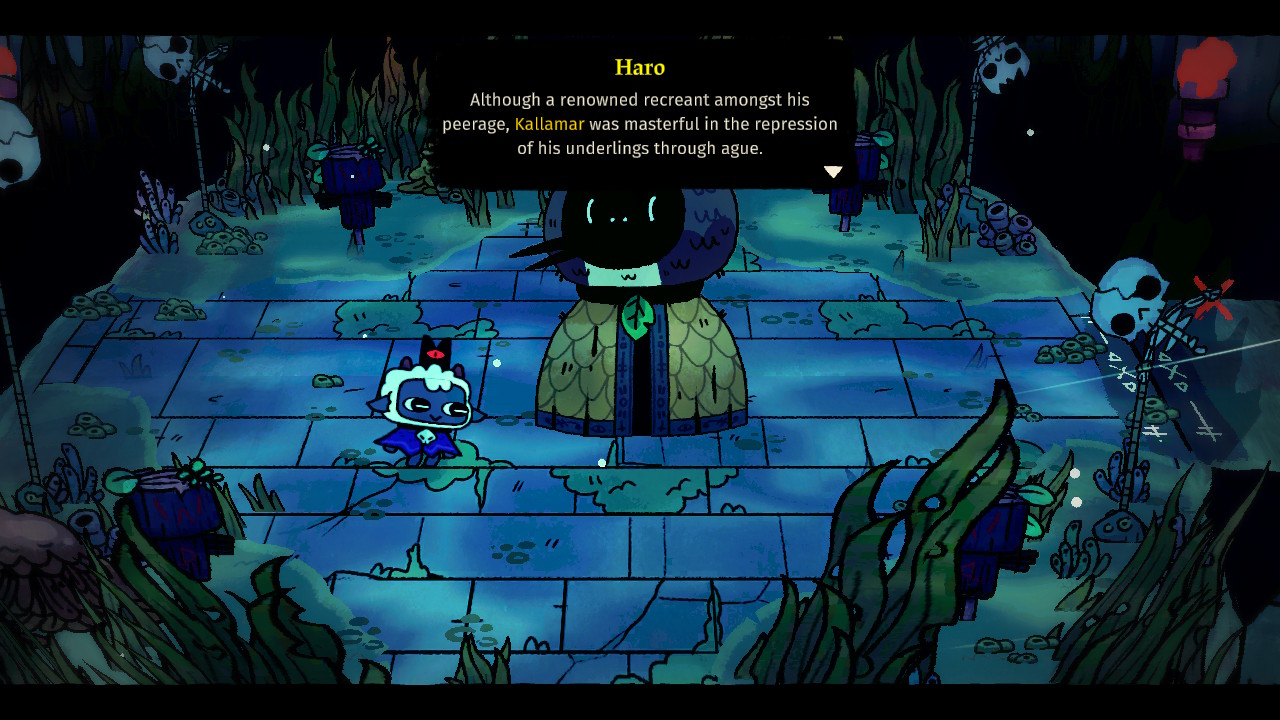 Haro
Although a renowned recreant amongst his
peerage, Kallamar was masterful in the repression
of his underlings through ague.